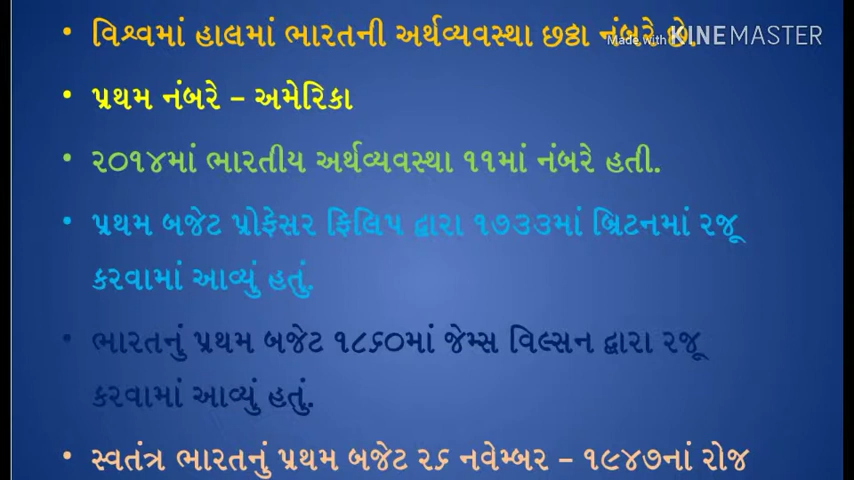 • વિશ્વમાં હાલમાં ભારતની અર્થવ્યવસ્થા છઠ્ઠા નંબરે છે.
Made with KINEMASTER
• પ્રથમ નંબરે – અમેરિકા
• ૨૦૧૪માં ભારતીય અર્થવ્યવસ્થા ૧૧માં નંબરે હતી.
• પ્રથમ બજેટ પ્રોફેસર ફિલિપ દ્વારા ૧૭૩૩માં બ્રિટનમાં રજૂ
કરવામાં આવ્યું હતું.
• ભારતનું પ્રથમ બજેટ ૧૮૬૦માં જેમ્સ વિલ્સન દ્વારા રજૂ
કરવામાં આવ્યું હતું.
• સ્વતંત્ર ભારતનું પ્રથમ બજેટ ૨૬ નવેમ્બર – ૧૯૪૭નાં રોજ